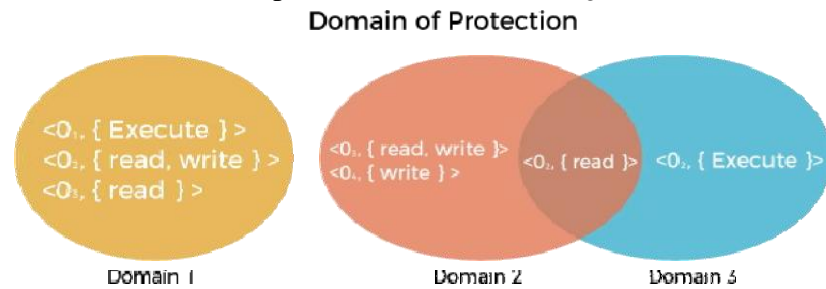 Domain of Protection
<O₁, { Execute } >
<O₂, { read, write } >
<O₃, { read } >
<O₃, { read, write }>
<O₄, { write } >
<O₂, { read }>
<O₂, { Execute }>
Domain 1
Domain 2
Domain 3